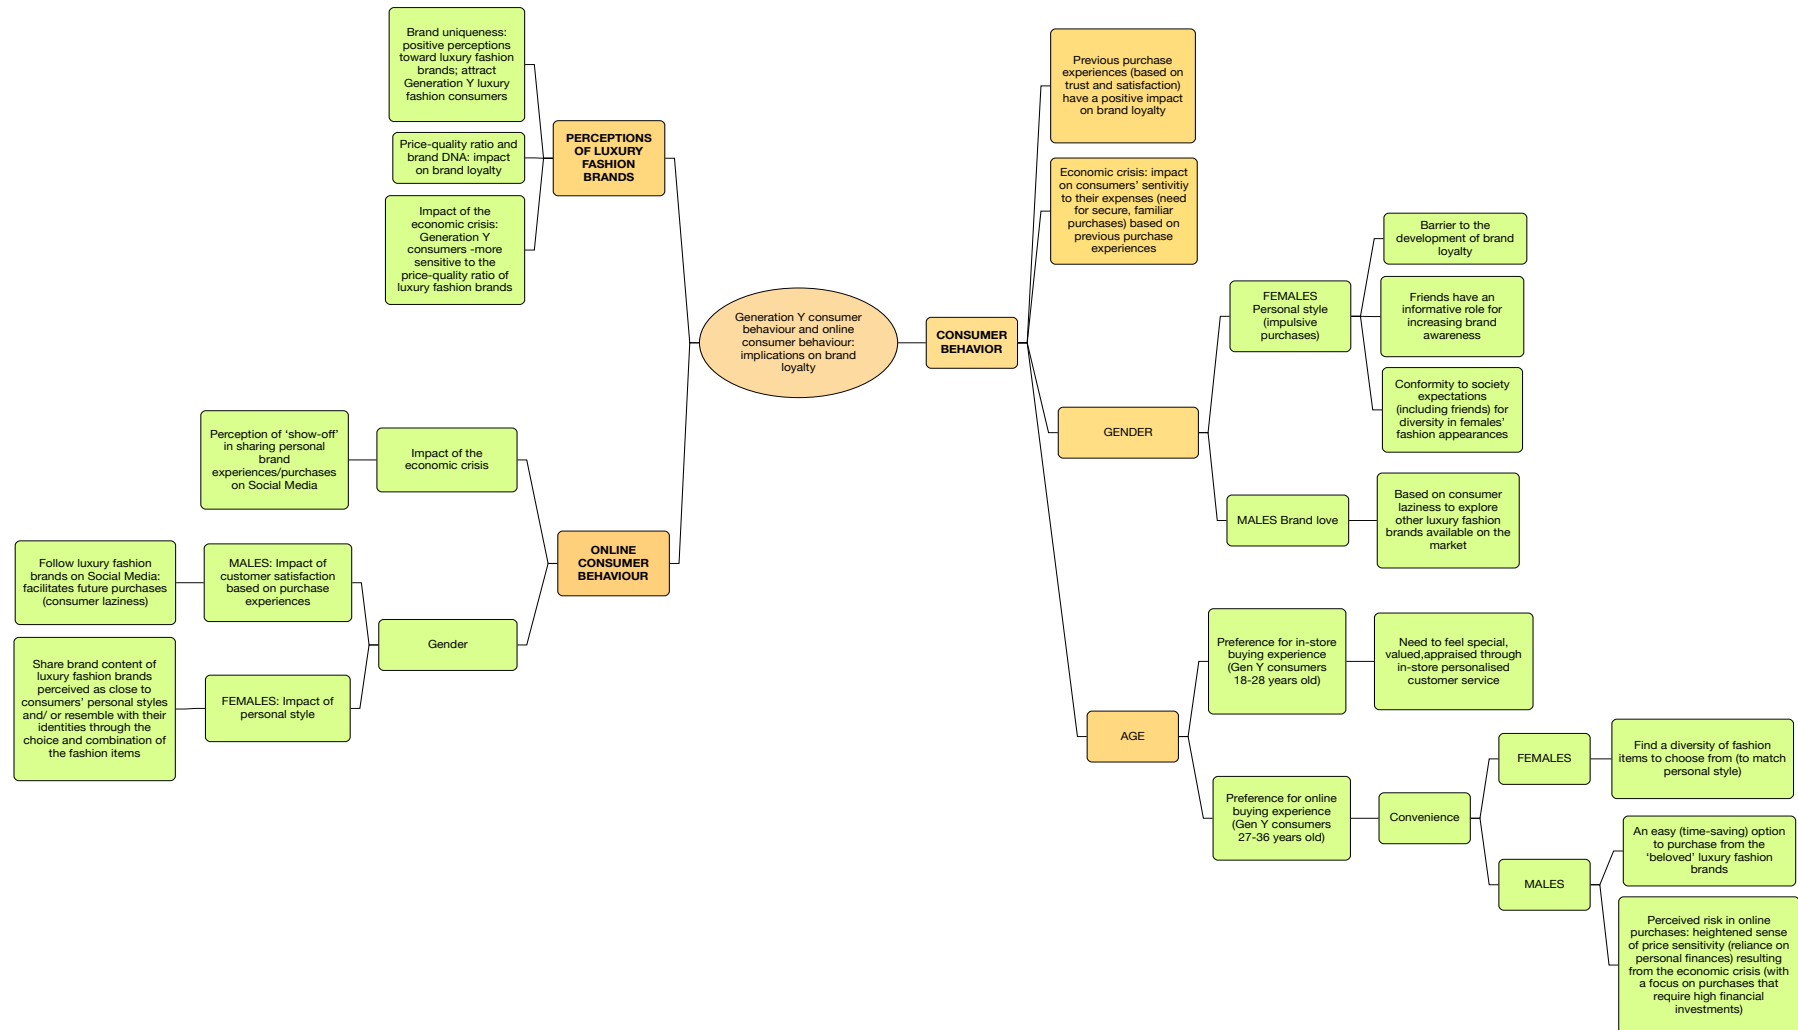 Brand uniqueness:
positive perceptions
toward luxury fashion
brands; attract
Generation Y luxury
fashion consumers
Price-quality ratio and
brand DNA: impact
on brand loyalty
Impact of the
economic crisis:
Generation Y
consumers -more
sensitive to the
price-quality ratio of
luxury fashion brands
PERCEPTIONS
OF LUXURY
FASHION
BRANDS
Generation Y consumer
behaviour and online
consumer behaviour:
implications on brand
loyalty
Perception of ‘show-off’
in sharing personal
brand
experiences/purchases
on Social Media
Impact of the
economic crisis
Follow luxury fashion
brands on Social Media:
facilitates future purchases
(consumer laziness)
MALES: Impact of
customer satisfaction
based on purchase
experiences
Share brand content of
luxury fashion brands
perceived as close to
consumers’ personal styles
and/ or resemble with their
identities through the
choice and combination of
the fashion items
FEMALES: Impact of
personal style
Gender
ONLINE
CONSUMER
BEHAVIOUR
CONSUMER
BEHAVIOR
Previous purchase
experiences (based on
trust and satisfaction)
have a positive impact
on brand loyalty
Economic crisis: impact
on consumers’ sentivitiy
to their expenses (need
for secure, familiar
purchases) based on
previous purchase
experiences
GENDER
FEMALES
Personal style
(impulsive
purchases)
Barrier to the
development of brand
loyalty
Friends have an
informative role for
increasing brand
awareness
Conformity to society
expectations
(including friends) for
diversity in females’
fashion appearances
MALES Brand love
Based on consumer
laziness to explore
other luxury fashion
brands available on the
market
AGE
Preference for in-store
buying experience
(Gen Y consumers
18-28 years old)
Need to feel special,
valued,appraised through
in-store personalised
customer service
Preference for online
buying experience
(Gen Y consumers
27-36 years old)
Convenience
FEMALES
Find a diversity of fashion
items to choose from (to match
personal style)
MALES
An easy (time-saving) option
to purchase from the
‘beloved’ luxury fashion
brands
Perceived risk in online
purchases: heightened sense
of price sensitivity (reliance on
personal finances) resulting
from the economic crisis (with
a focus on purchases that
require high financial
investments)